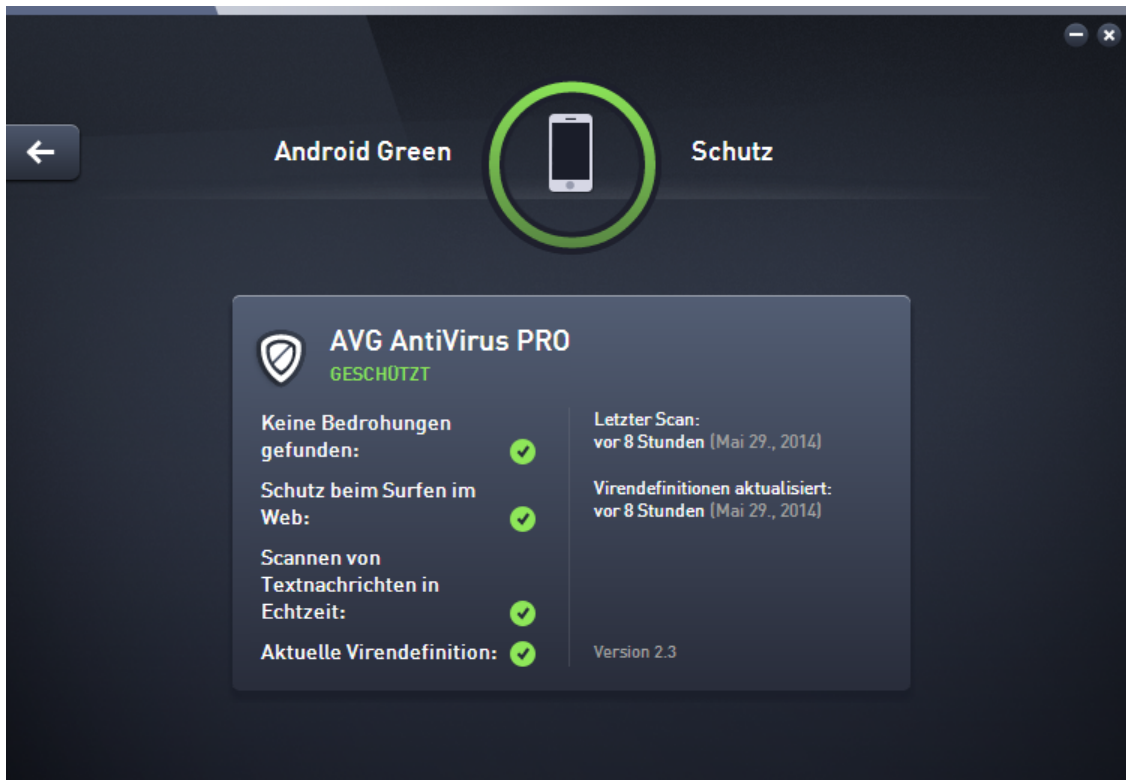 Android Green
Schutz
AVG AntiVirus PRO
GESCHÜTZT
Keine Bedrohungen
gefunden:
Schutz beim Surfen im
Web:
Scannen von
Textnachrichten in
Echtzeit:
Aktuelle Virendefinition:
Letzter Scan:
vor 8 Stunden (Mai 29., 2014)
Virendefinitionen aktualisiert:
vor 8 Stunden (Mai 29., 2014)
Version 2.3